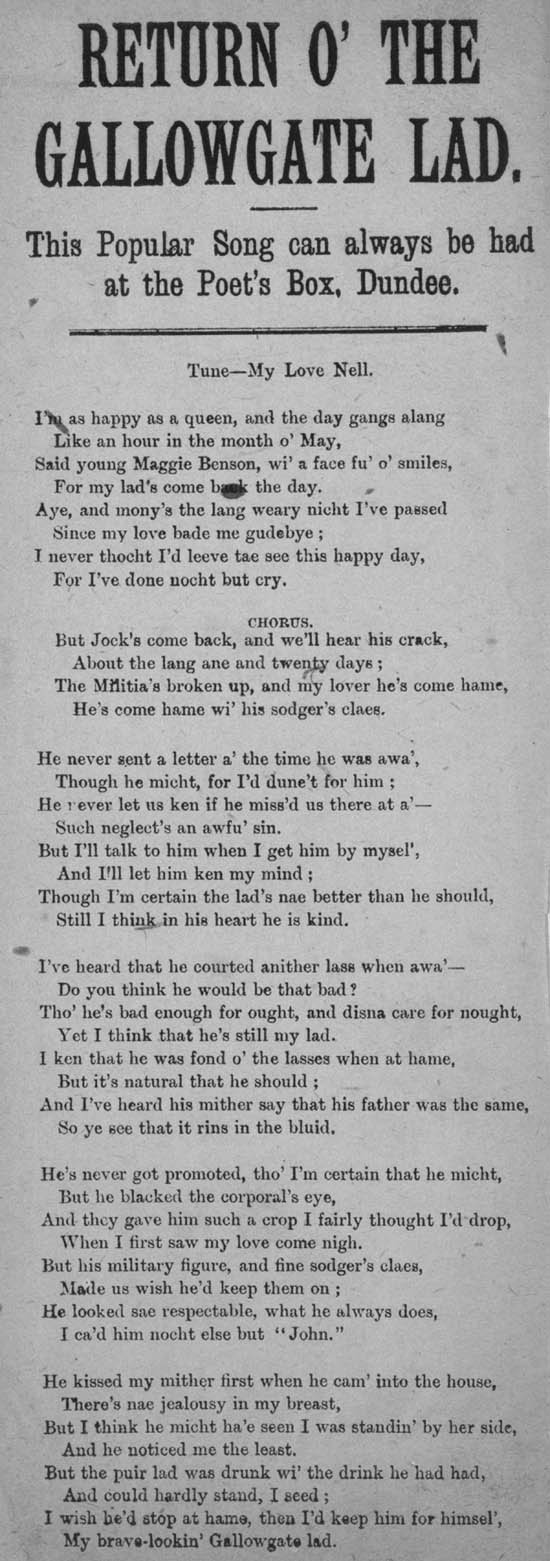 RETURN O' THE
GALLOWGATE LAD.
This Popular Song can always be had
at the Poet's Box, Dundee.
Tune—My Love Nell.
I'm as happy as a queen, and the day gangs alang
Like an hour in the month o' May,
Said young Maggie Benson, wi' a face fu' o' smiles,
For my lad's come back the day.
Aye, and mony's the lang weary nicht I've passed
Since my love bade me gudebye ;
I never thocht I'd leeve tae see this happy day,
For I've done nocht but cry.
CHORUS.
But Jock's come back, and we'll hear his crack,
About the lang ane and twenty days ;
The Militia's broken up, and my lover he's come hame,
He's come hame wi' his sodger's claes.
He never sent a letter a' the time he was awa',
Though he micht, for I'd dune't for him ;
He never let us ken if he miss'd us there at a'—
Such neglect's an awfu' sin.
But I'll talk to him when I get him by mysel',
And I'll let him ken my mind ;
Though I'm certain the lad's nae better than he should,
Still I think in his heart he is kind.
I've heard that he courted anither lass when awa'—
Do you think he would be that bad?
Tho' he's bad enough for ought, and disna care for nought,
Yet I think that he's still my lad.
I ken that he was fond o' the lasses when at hame,
But it's natural that he should ;
And I've heard his mither say that his father was the same,
So ye see that it rins in the bluid.
He's never got promoted, tho' I'm certain that he micht,
But he blacked the corporal's eye,
And they gave him such a crop I fairly thought I'd drop,
When I first saw my love come nigh.
But his military figure, and fine sodger's claes,
Made us wish he'd keep them on ;
He looked sae respectable, what he always does,
I ca'd him nocht else but "John."
He kissed my mither first when he cam' into the house,
There's nae jealousy in my breast,
But I think he micht ha'e seen I was standin' by her side,
And he noticed me the least.
But the puir lad was drunk wi' the drink he had had,
And could hardly stand, I seed ;
I wish he'd stop at hame, then I'd keep him for himsel',
My brave-lookin' Gallowgate lad.